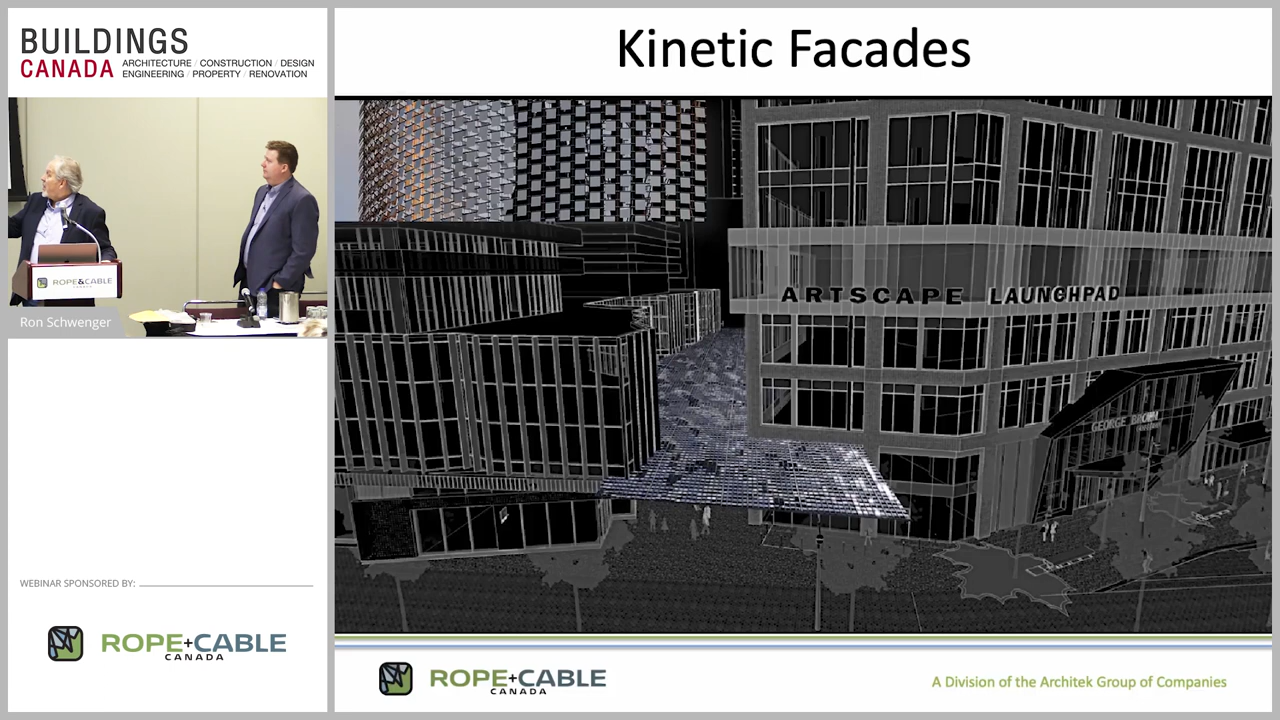 BUILDINGS
CANADA
ARCHITECTURE / CONSTRUCTION / DESIGN
ENGINEERING / PROPERTY / RENOVATION
ROPE&CABLE
CANADA
Ron Schwenger
WEBINAR SPONSORED BY:
ROPE+CABLE
CANADA
Kinetic Facades
ARTSCAPE LAUNCHPAD
GEORGE BROWN
ROPE+CABLE
CANADA
A Division of the Architek Group of Companies